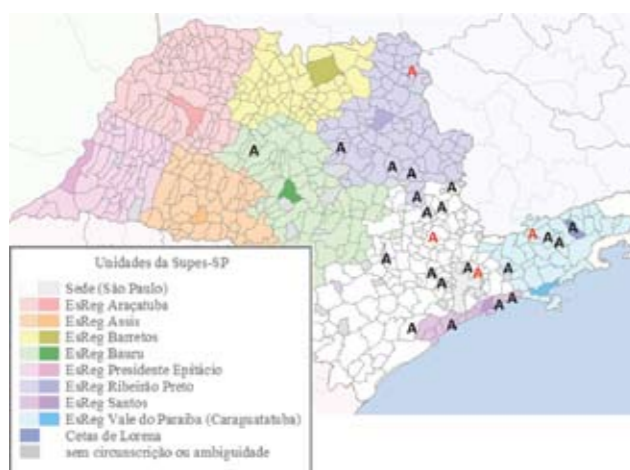 A
A A
A A
A
A
A A
A A A A A
A
A A A A
A A
A A
Unidades da Supes-SP
Sede (São Paulo)
EsReg Araçatuba
EsReg Assis
EsReg Barretos
EsReg Bauru
EsReg Presidente Epitácio
EsReg Ribeirão Preto
EsReg Santos
EsReg Vale do Paraíba (Caraguatatuba)
Cetas de Lorena
sem circunscrição ou ambiguidade